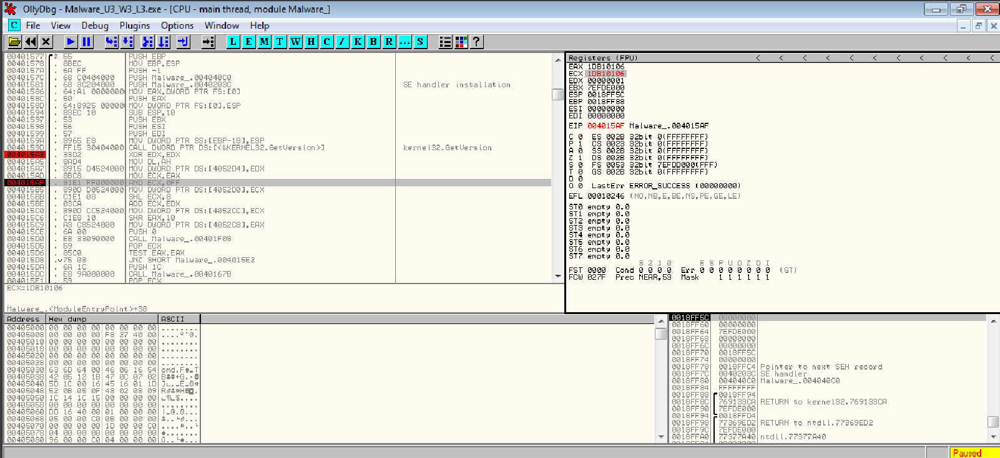 OllyDbg - Malware_U3_W3_L3.exe - [CPU - main thread, module Malware_]
C File View Debug Plugins Options Window Help
L E M T W H C / K B R ... S ?
00401577 55 PUSH EBP
00401578 . 8BEC MOV EBP,ESP
0040157A . 6A FF PUSH -1
0040157C . 68 C0404000 PUSH Malware_.004040C0
00401581 . 68 3C204000 PUSH Malware_.0040203C SE handler installation
00401586 . 64:A1 00000000 MOV EAX,DWORD PTR FS:[0]
0040158C . 50 PUSH EAX
0040158D . 64:8925 000000 MOV DWORD PTR FS:[0],ESP
00401594 . 83EC 10 SUB ESP,10
00401597 . 53 PUSH EBX
00401598 . 56 PUSH ESI
00401599 . 57 PUSH EDI
0040159A . 8965 E8 MOV DWORD PTR SS:[EBP-18],ESP
0040159D . FF15 30404000 CALL DWORD PTR DS:[<&KERNEL32.GetVersion>] kernel32.GetVersion
004015A3 . 33D2 XOR EDX,EDX
004015A5 . 8AD4 MOV DL,AH
004015A7 . 8915 D4524000 MOV DWORD PTR DS:[4052D4],EDX
004015AD . 8BC8 MOV ECX,EAX
004015AF . 81E1 FF000000 AND ECX,0FF
004015B5 . 890D D0524000 MOV DWORD PTR DS:[4052D0],ECX
004015BB . C1E1 08 SHL ECX,8
004015BE . 03CA ADD ECX,EDX
004015C0 . 890D CC524000 MOV DWORD PTR DS:[4052CC],ECX
004015C6 . C1E8 10 SHR EAX,10
004015C9 . A3 C8524000 MOV DWORD PTR DS:[4052C8],EAX
004015CE . 6A 00 PUSH 0
004015D0 . E8 33090000 CALL Malware_.00401F08
004015D5 . 59 POP ECX
004015D6 . 85C0 TEST EAX,EAX
004015D8 . 75 08 JNZ SHORT Malware_.004015E2
004015DA . 6A 1C PUSH 1C
004015DC . E8 9A000000 CALL Malware_.0040167B
004015E1 . 59 POP ECX
ECX=1DB10106
Malware_.<ModuleEntryPoint>+38
Registers (FPU) < < < < < < < < < < <
EAX 1DB10106
ECX 1DB10106
EDX 00000001
EBX 7EFDE000
ESP 0018FF5C
EBP 0018FF88
ESI 00000000
EDI 00000000
EIP 004015AF Malware_.004015AF
C 0 ES 002B 32bit 0(FFFFFFFF)
P 1 CS 0023 32bit 0(FFFFFFFF)
A 0 SS 002B 32bit 0(FFFFFFFF)
Z 1 DS 002B 32bit 0(FFFFFFFF)
S 0 FS 0053 32bit 7EFDD000(FFF)
T 0 GS 002B 32bit 0(FFFFFFFF)
D 0
O 0 LastErr ERROR_SUCCESS (00000000)
EFL 00010246 (NO,NB,E,BE,NS,PE,GE,LE)
ST0 empty 0.0
ST1 empty 0.0
ST2 empty 0.0
ST3 empty 0.0
ST4 empty 0.0
ST5 empty 0.0
ST6 empty 0.0
ST7 empty 0.0
3 2 1 0 E S P U O Z D I
FST 0000 Cond 0 0 0 0 Err 0 0 0 0 0 0 0 0 (GT)
FCW 027F Prec NEAR,53 Mask 1 1 1 1 1 1
Address Hex dump ASCII
00405000 00 00 00 00 00 00 00 00 ........
00405008 00 00 00 00 F8 27 40 00 ....°'@.
00405010 00 00 00 00 00 00 00 00 ........
00405018 00 00 00 00 00 00 00 00 ........
00405020 00 00 00 00 00 00 00 00 ........
00405028 00 00 00 00 00 00 00 00 ........
00405030 63 6D 64 00 46 06 16 54
00405038 42 05 12 1B 47 0C 07 02
00405040 5D 1C 00 16 45 16 01 1D
00405048 52 0B 05 0F 48 02 08 09
00405050 1C 14 1C 15 00 00 00 00
00405058 00 00 00 00 00 00 00 00 ........
00405060 DD 16 40 00 01 00 00 00
00405068 05 00 00 C0 0B 00 00 00
00405070 00 00 00 00 1D 00 00 C0
00405078 04 00 00 00 00 00 00 00
00405080 96 00 00 C0 04 00 00 00
0018FF5C 00000000
0018FF60 00000000
0018FF64 7EFDE000
0018FF68 00000000
0018FF6C 00000000
0018FF70 0018FF5C
0018FF74 00000000
0018FF78 0018FFC4 Pointer to next SEH record
0018FF7C 0040203C SE handler
0018FF80 004040C0 Malware_.004040C0
0018FF84 FFFFFFFF
0018FF88 0018FF94
0018FF8C 769133CA RETURN to kernel32.769133CA
0018FF90 7EFDE000
0018FF94 0018FFD4
0018FF98 77369ED2 RETURN to ntdll.77369ED2
0018FF9C 7EFDE000
0018FFA0 77377A40 ntdll.77377A40
Paused